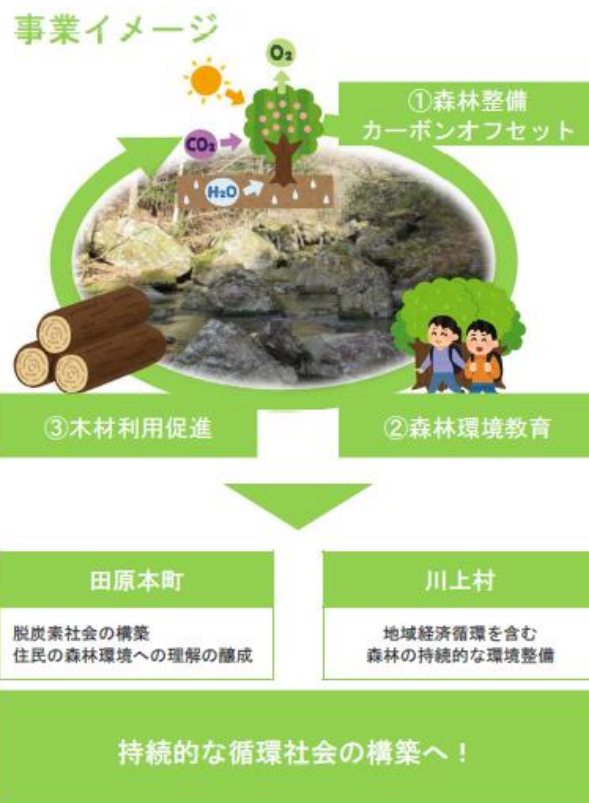 事業イメージ
O₂
①森林整備
カーボンオフセット
CO₂
H₂O
③木材利用促進
②森林環境教育
田原本町
川上村
脱炭素社会の構築
住民の森林環境への理解の醸成
地域経済循環を含む
森林の持続的な環境整備
持続的な循環社会の構築へ！